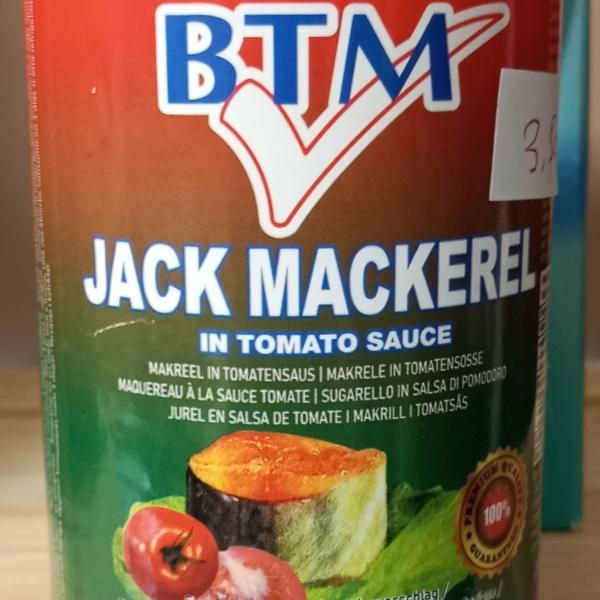 BTM
3,5
JACK MACKEREL
IN TOMATO SAUCE
MAKREEL IN TOMATENSAUS | MAKRELE IN TOMATENSOSSE
MAQUEREAU À LA SAUCE TOMATE | SUGARELLO IN SALSA DI POMODORO
JUREL EN SALSA DE TOMATE I MAKRILL I TOMATSÅS
PREMIUM QUALITY
100%
GUARANTEED